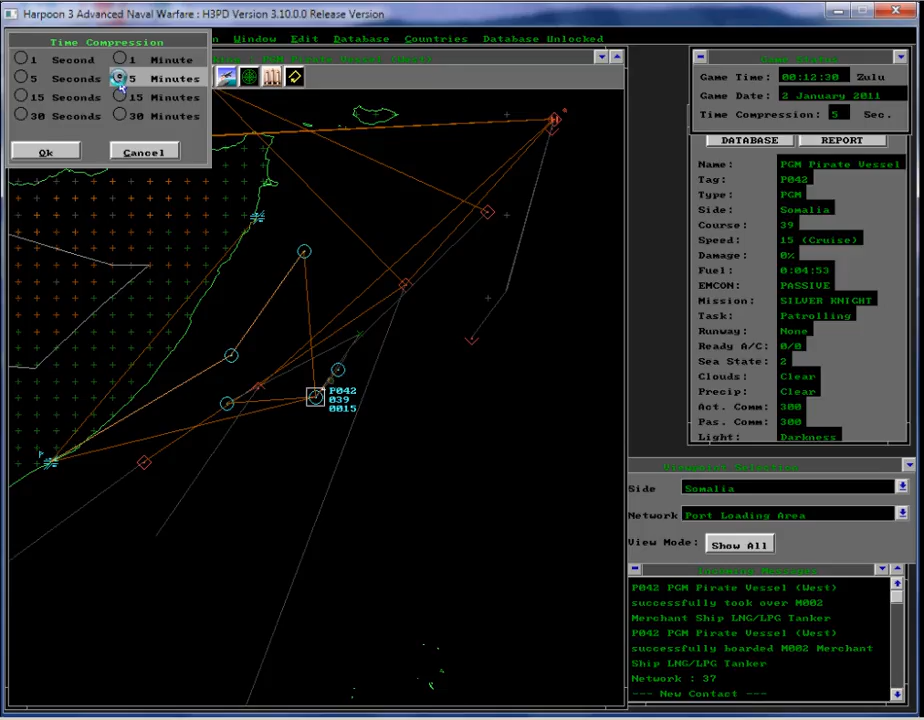 Harpoon 3 Advanced Naval Warfare : H3PD Version 3.10.0.0 Release Version
Time Compression
1 Second
1 Minute
5 Seconds
5 Minutes
15 Seconds
15 Minutes
30 Seconds
30 Minutes
Ok
Cancel
Window Edit Database Countries Database Unlocked
PGM Pirate Vessel (West)
P042
039
0015
Game Status
Game Time: 00:12:30 Zulu
Game Date: 2 January 2011
Time Compression: 5 Sec.
DATABASE REPORT
Name: PGM Pirate Vessel
Tag: P042
Type: PGM
Side: Somalia
Course: 39
Speed: 15 (Cruise)
Damage: 0%
Fuel: 0:04:53
EMCON: PASSIVE
Mission: SILVER KNIGHT
Task: Patrolling
Runway: None
Ready A/C: 0/0
Sea State: 2
Clouds: Clear
Precip: Clear
Act. Comm: 300
Pas. Comm: 300
Light: Darkness
Viewpoint Selection
Side Somalia
Network Port Loading Area
View Mode: Show All
Incoming Messages
P042 PGM Pirate Vessel (West)
successfully took over M002
Merchant Ship LNG/LPG Tanker
P042 PGM Pirate Vessel (West)
successfully boarded M002 Merchant
Ship LNG/LPG Tanker
Network : 37
--- New Contact ---